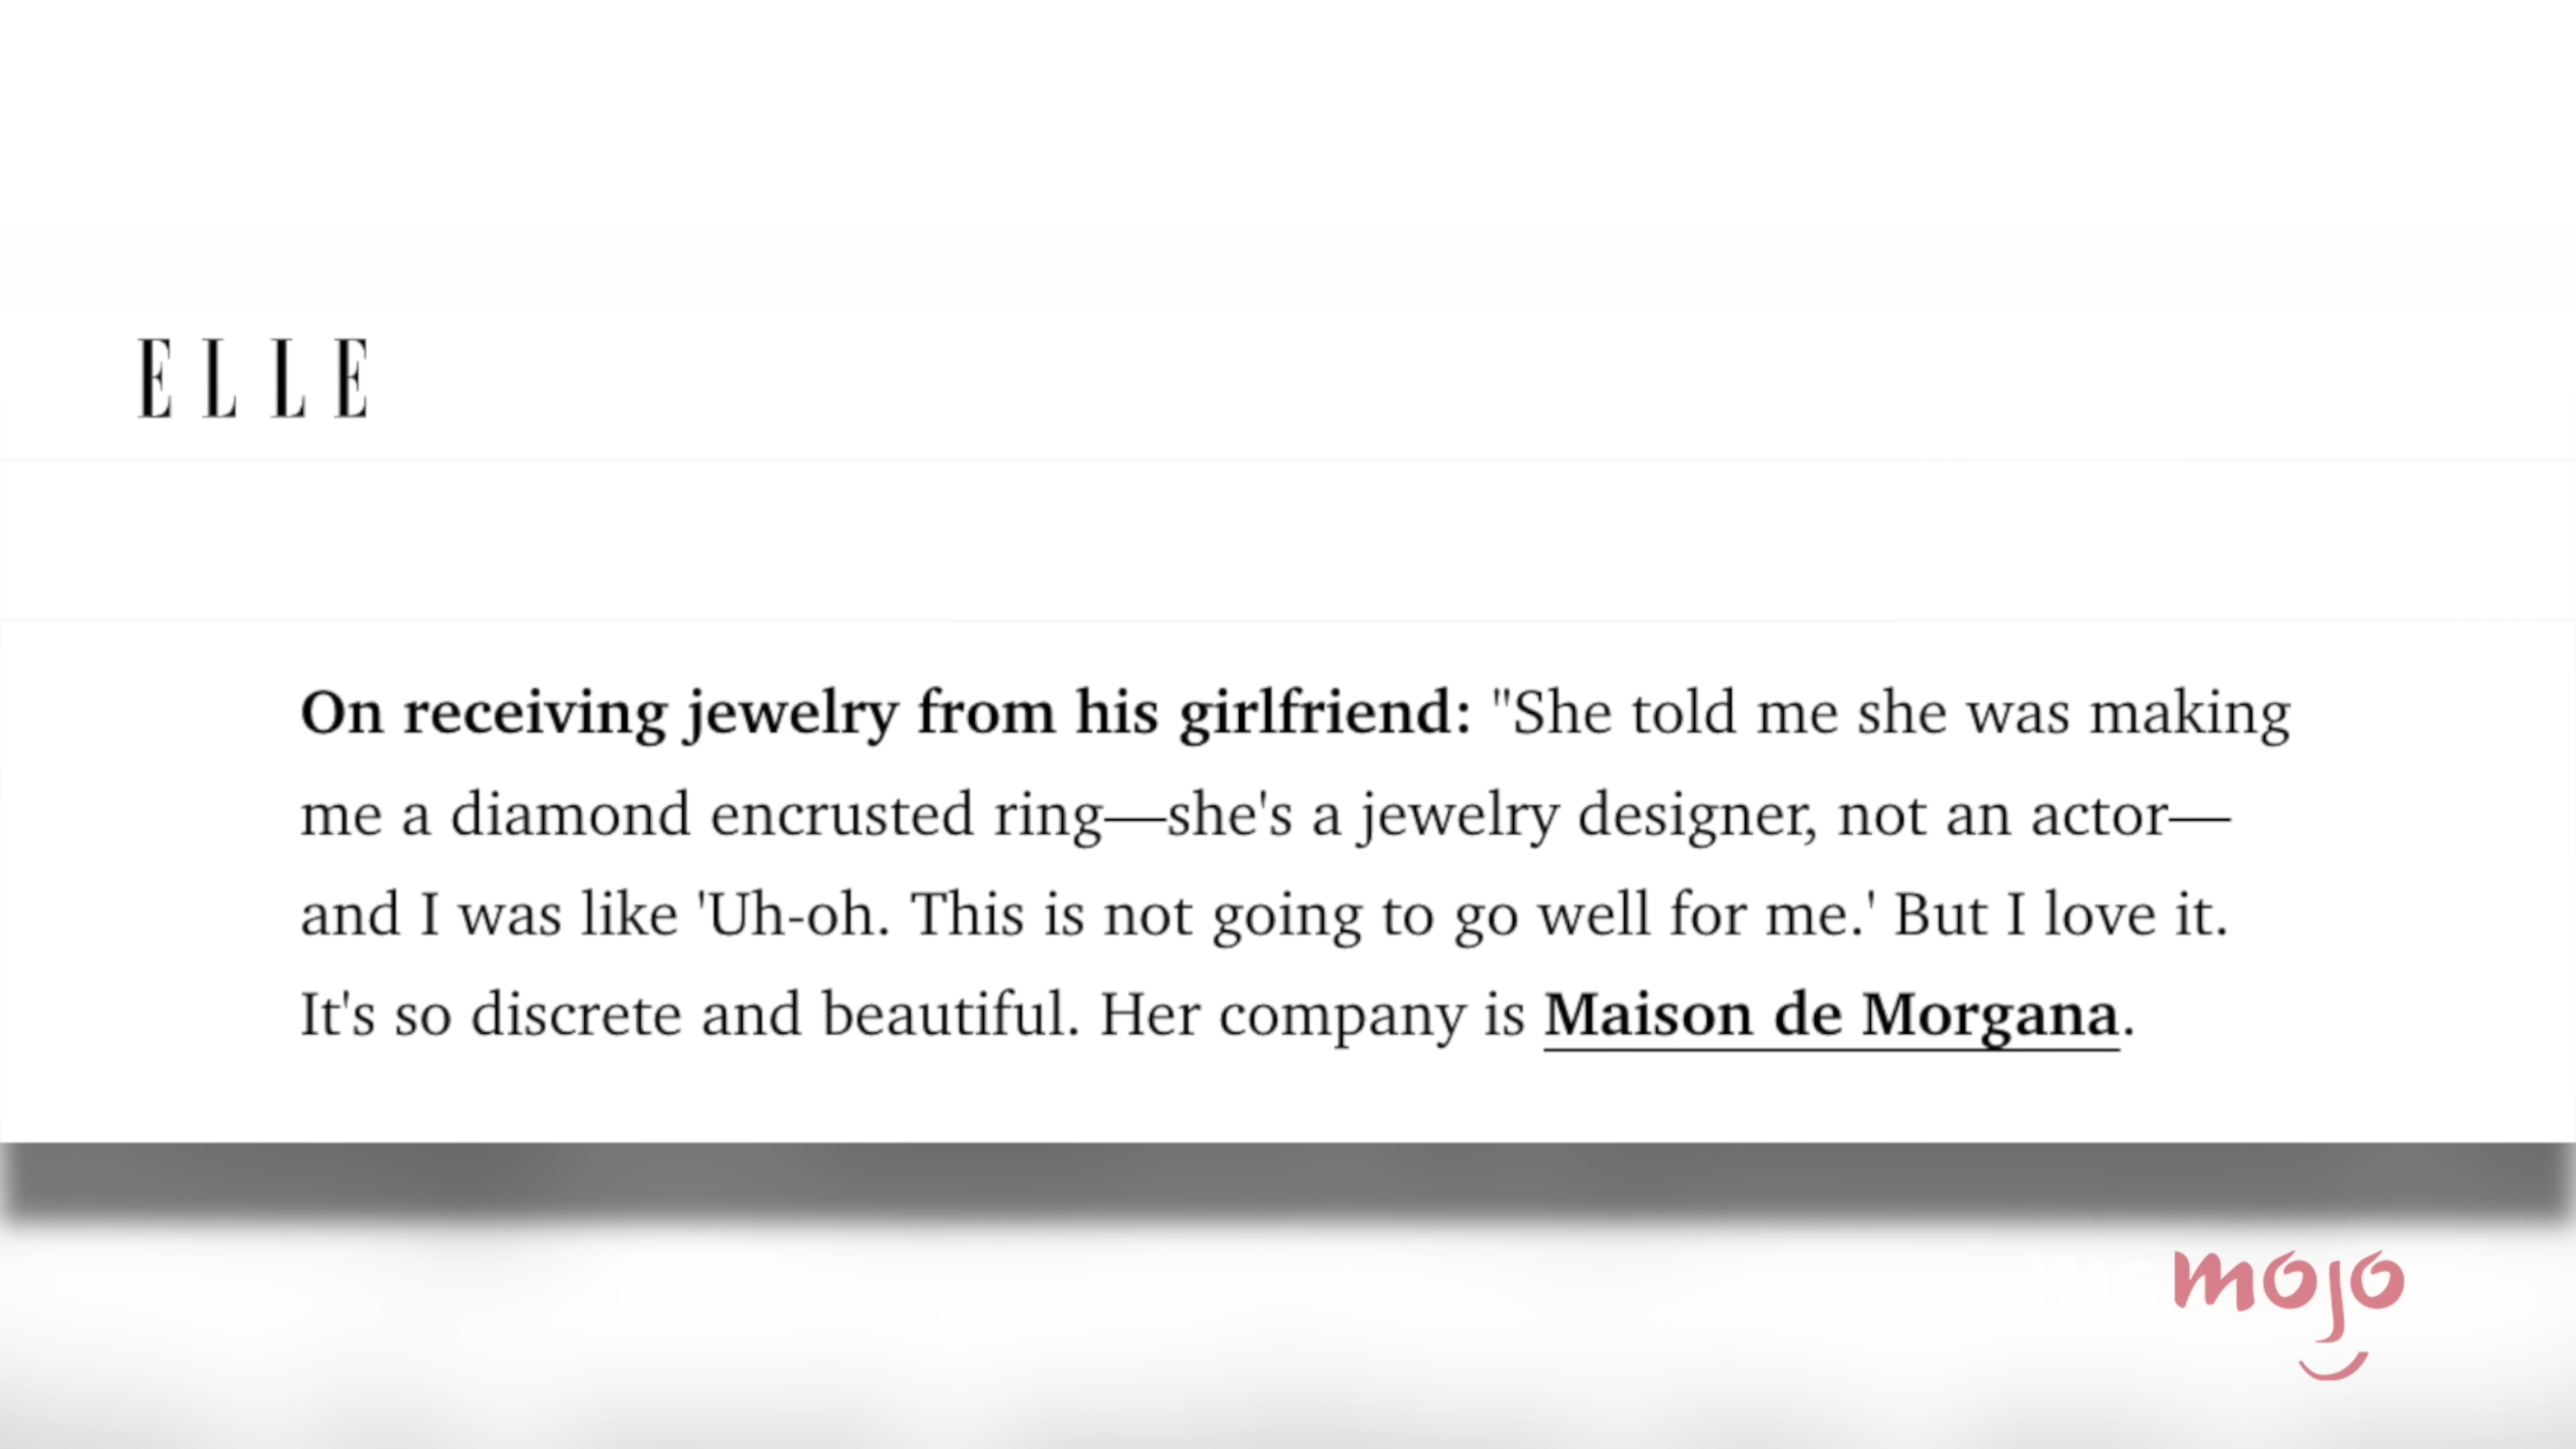 ELLE
On receiving jewelry from his girlfriend: "She told me she was making
me a diamond encrusted ring—she's a jewelry designer, not an actor—
and I was like 'Uh-oh. This is not going to go well for me.' But I love it.
It's so discrete and beautiful. Her company is Maison de Morgana.
mojo